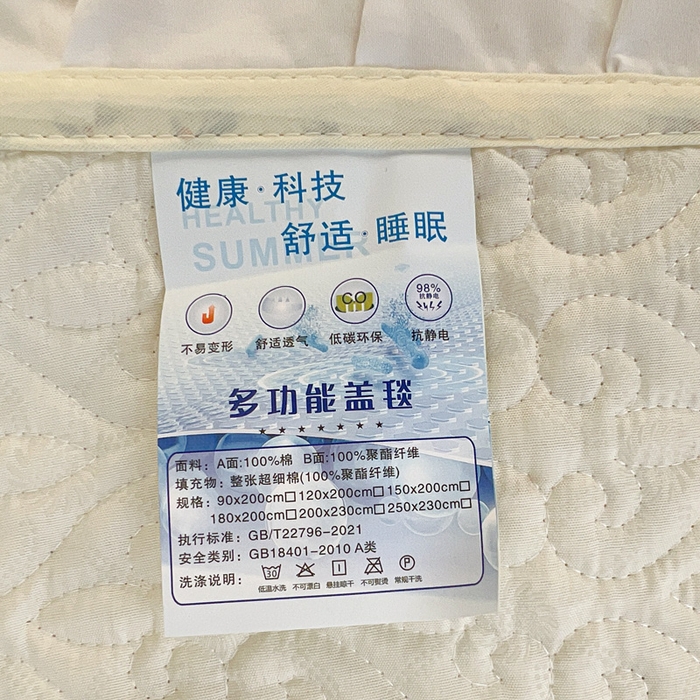 健康·科技
HEALTHY
舒适·睡眠
SUMMER
CO
98%
抗静电
不易变形 舒适透气 低碳环保 抗静电
多功能盖毯
★ ★ ★ ★ ★ ★ ★
面料：A面:100%棉 B面:100%聚酯纤维
填充物：整张超细棉(100%聚酯纤维)
规格：90x200cm□ 120x200cm□ 150x200cm□
180x200cm□ 200x230cm□ 250x230cm□
执行标准：GB/T22796-2021
安全类别：GB18401-2010 A类
洗涤说明：
30 P
低温水洗 不可漂白 悬挂晾干 不可熨烫 常规干洗